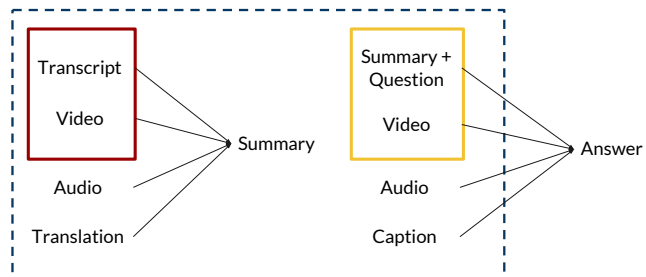 Transcript
Video
Audio
Translation
Summary
Summary +
Question
Video
Audio
Caption
Answer